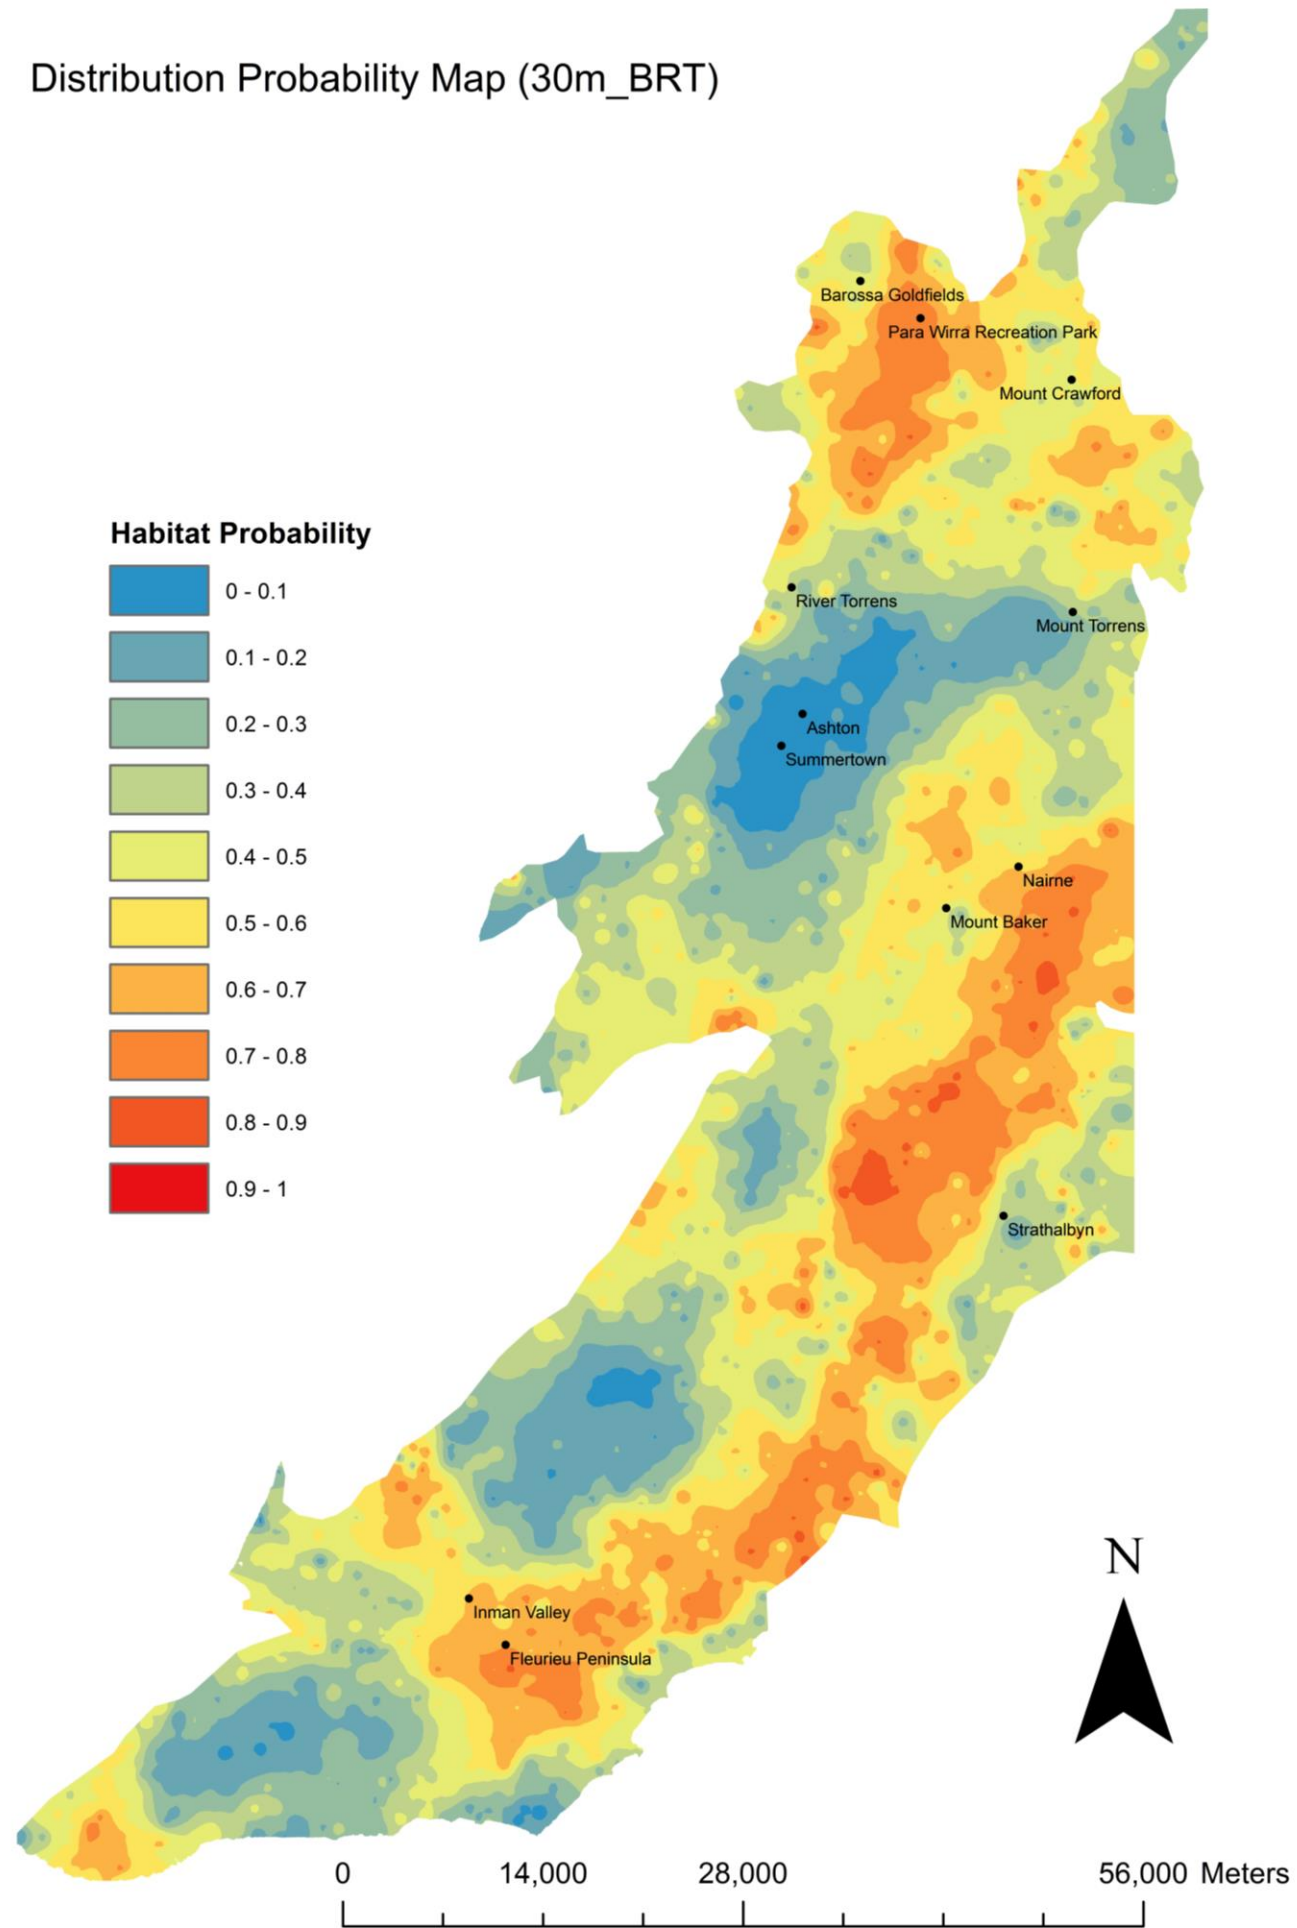 Distribution Probability Map (30m_BRT)
Barossa Goldfields
Para Wirra Recreation Park
Mount Crawford
Habitat Probability
0 - 0.1
0.1 - 0.2
0.2 - 0.3
0.3 - 0.4
0.4 - 0.5
0.5 - 0.6
0.6 - 0.7
0.7 - 0.8
0.8 - 0.9
0.9 - 1
River Torrens
Mount Torrens
Ashton
Summertown
Nairne
Mount Baker
Strathalbyn
Inman Valley
Fleurieu Peninsula
N
0 14,000 28,000 56,000 Meters